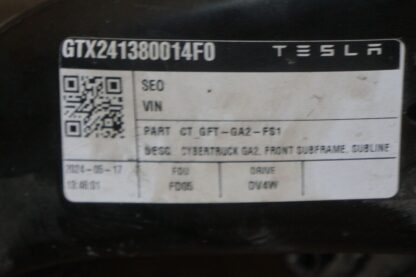 GTX241380014F0 TESLA
SEQ
VIN
PART CT_GFT-GA2-FS1
DESC CYBERTRUCK GA2, FRONT SUBFRAME, SUBLINE
2024-05-17 FDU DRIVE
13:46:01 FD05 DV4W